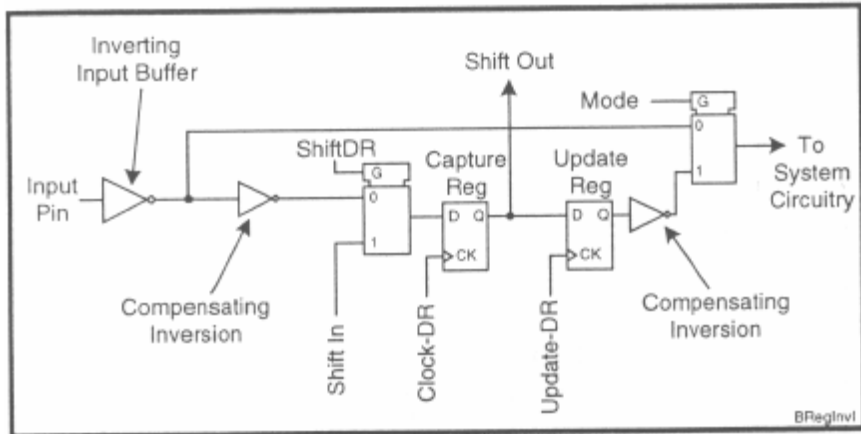 Inverting
Input Buffer
Shift Out
Mode
G
0
1
To
System
Circuitry
ShiftDR
G
0
1
Capture
Reg
D Q
CK
Update
Reg
D Q
CK
Input
Pin
Compensating
Inversion
Shift In
Clock-DR
Update-DR
Compensating
Inversion
BRegInvI